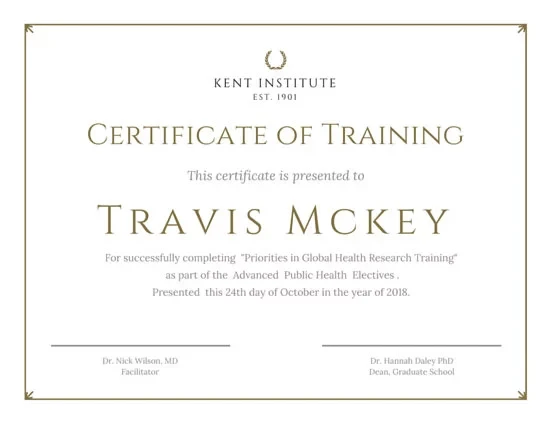 KENT INSTITUTE
EST. 1901
CERTIFICATE OF TRAINING
This certificate is presented to
TRAVIS MCKEY
For successfully completing "Priorities in Global Health Research Training"
as part of the Advanced Public Health Electives .
Presented this 24th day of October in the year of 2018.
Dr. Nick Wilson, MD
Facilitator
Dr. Hannah Daley PhD
Dean, Graduate School